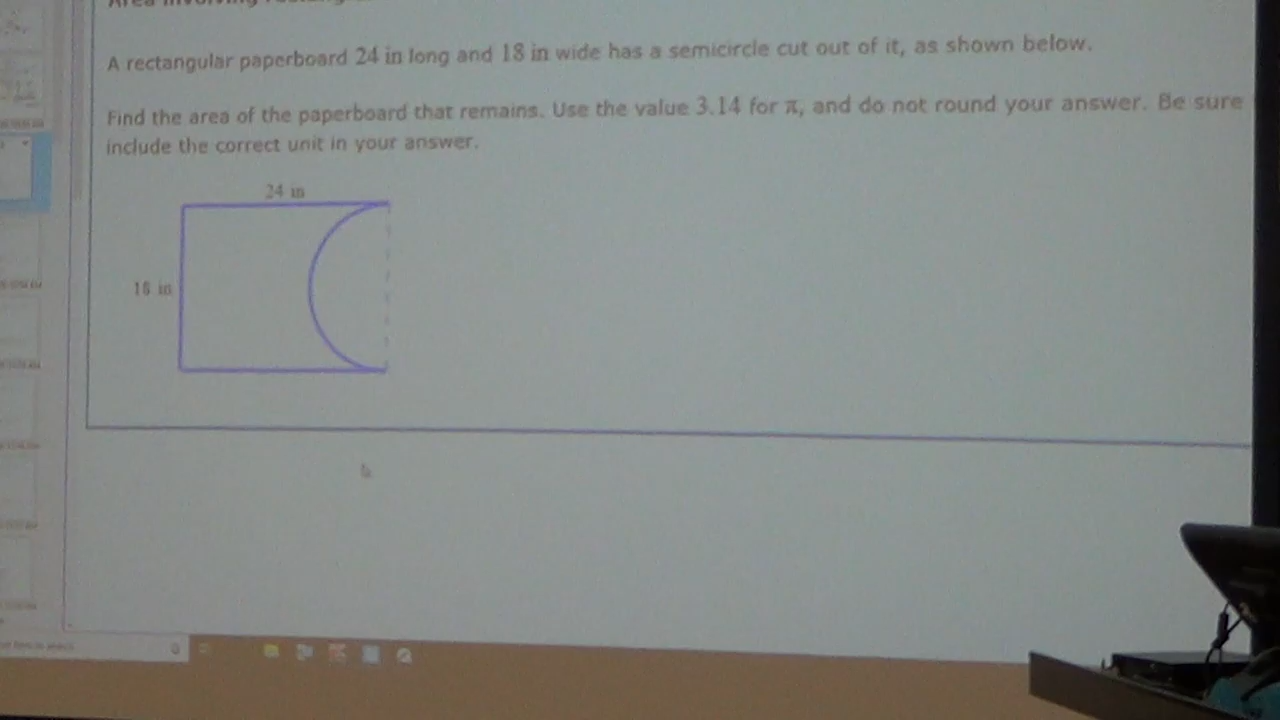 A rectangular paperboard 24 in long and 18 in wide has a semicircle cut out of it, as shown below.
Find the area of the paperboard that remains. Use the value 3.14 for π, and do not round your answer. Be sure
include the correct unit in your answer.
24 in
18 in